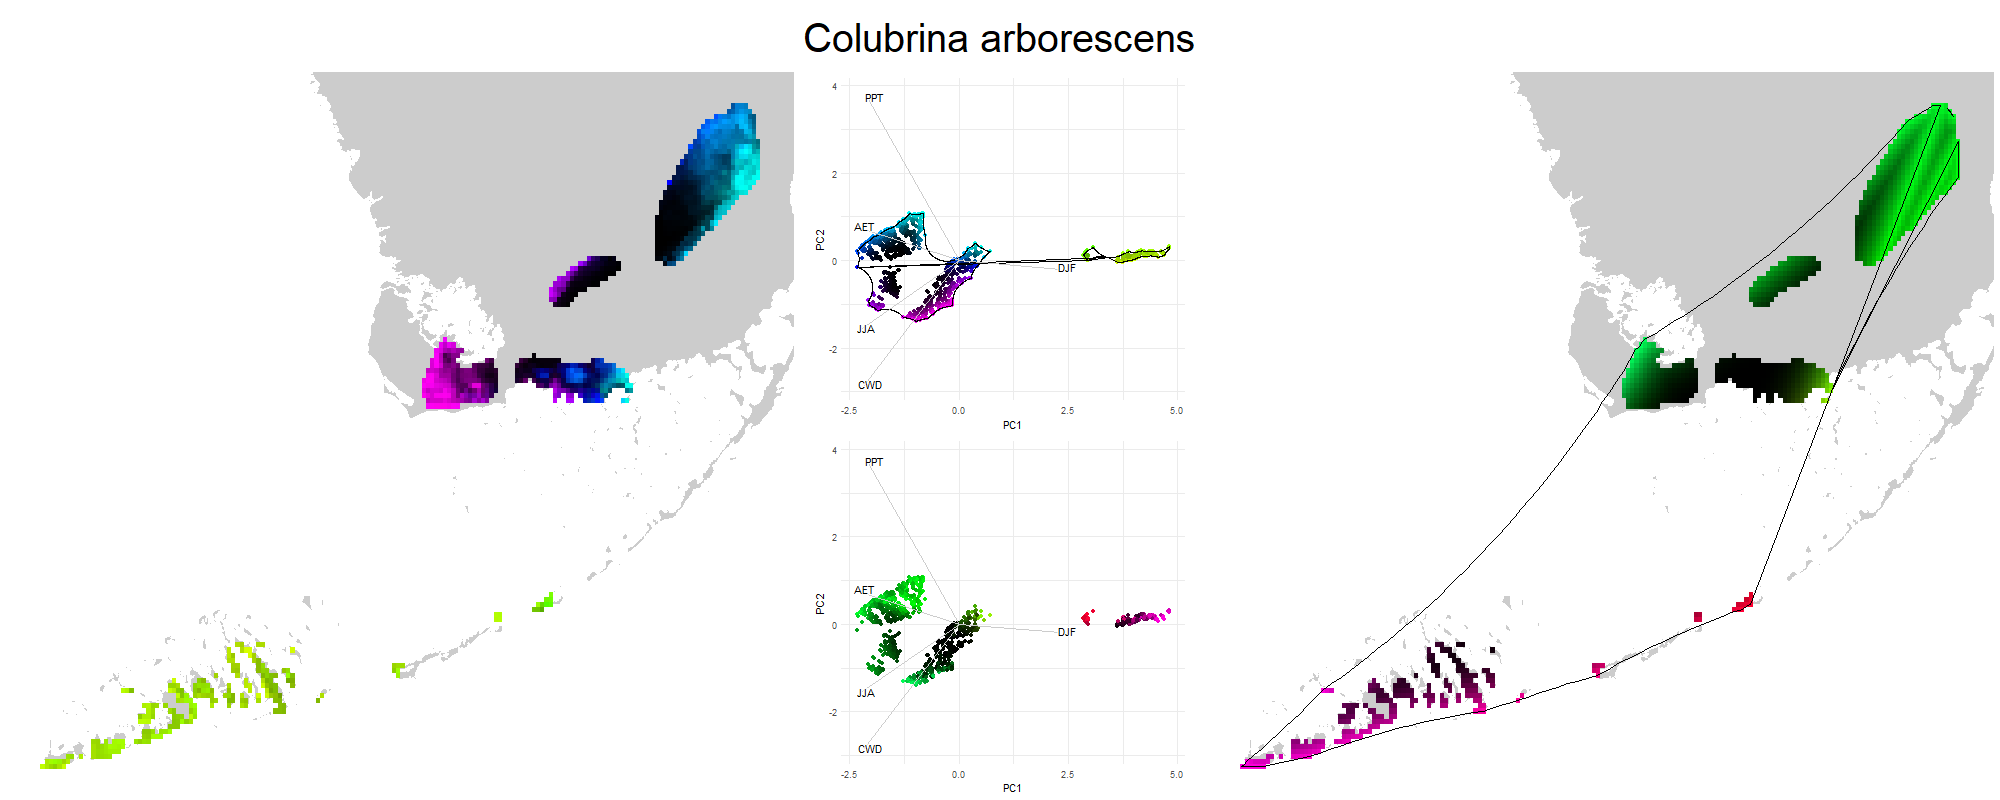 Colubrina arborescens
4
2
0
-2
PC2
PPT
AET
DJF
JJA
CWD
-2.5
0.0
2.5
5.0
PC1
4
2
0
-2
PC2
PPT
AET
DJF
JJA
CWD
-2.5
0.0
2.5
5.0
PC1